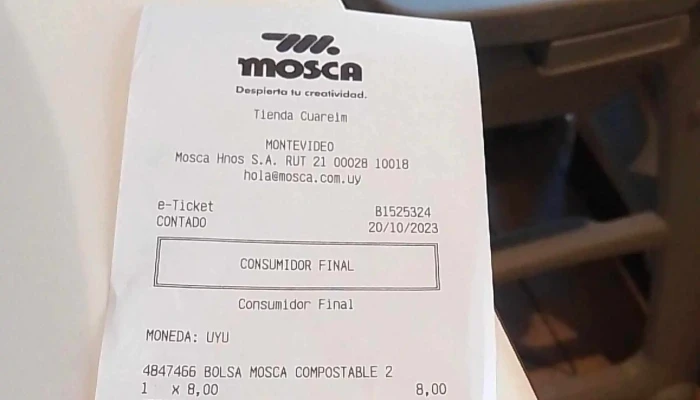 mosca
Despierta tu creatividad.
Tienda Cuareim
MONTEVIDEO
Mosca Hnos S.A. RUT 21 00028 10018
hola@mosca.com.uy
e-Ticket B1525324
CONTADO 20/10/2023
CONSUMIDOR FINAL
Consumidor Final
MONEDA: UYU
4847466 BOLSA MOSCA COMPOSTABLE 2
1 x 8,00 8,00